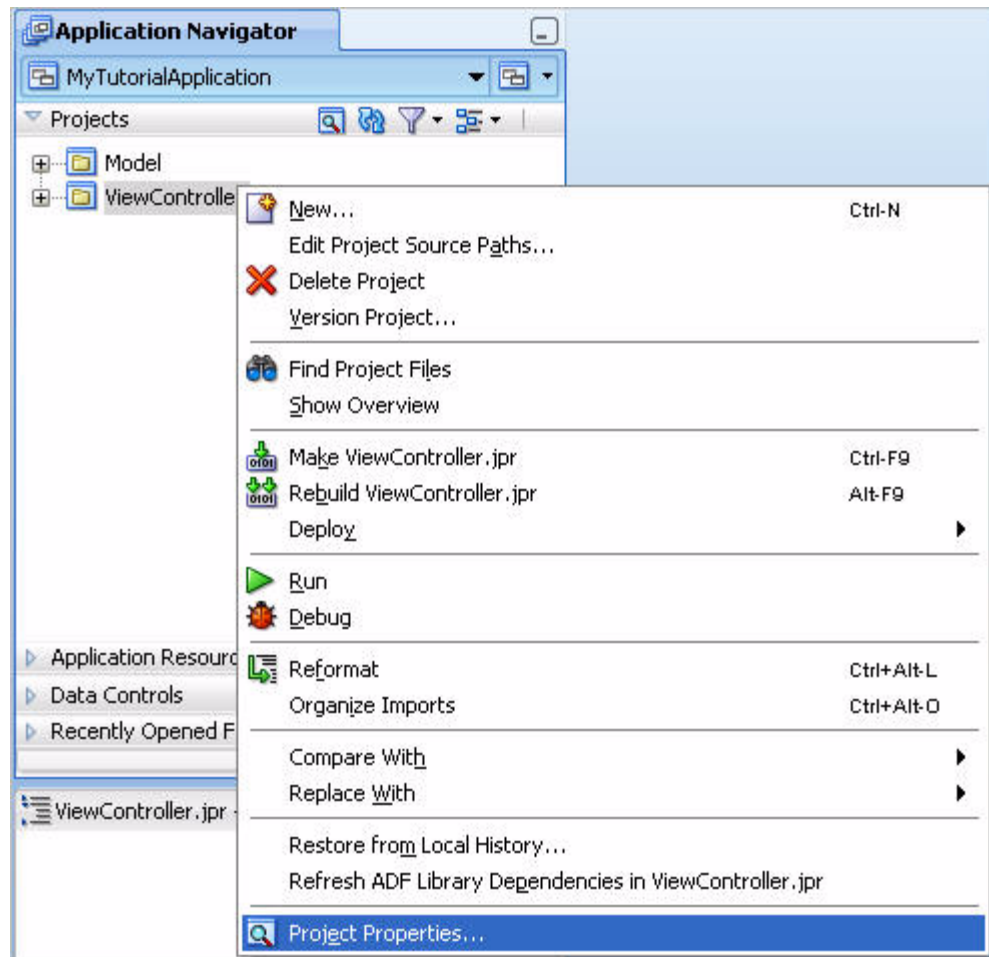 Application Navigator
MyTutorialApplication
Projects
Model
ViewControlle
New... Ctrl-N
Edit Project Source Paths...
Delete Project
Version Project...
Find Project Files
Show Overview
Make ViewController.jpr Ctrl-F9
Rebuild ViewController.jpr Alt-F9
Deploy
Run
Debug
Application Resourc
Reformat Ctrl+Alt-L
Data Controls
Organize Imports Ctrl+Alt-O
Recently Opened F
Compare With
Replace With
ViewController.jpr -
Restore from Local History...
Refresh ADF Library Dependencies in ViewController.jpr
Project Properties...